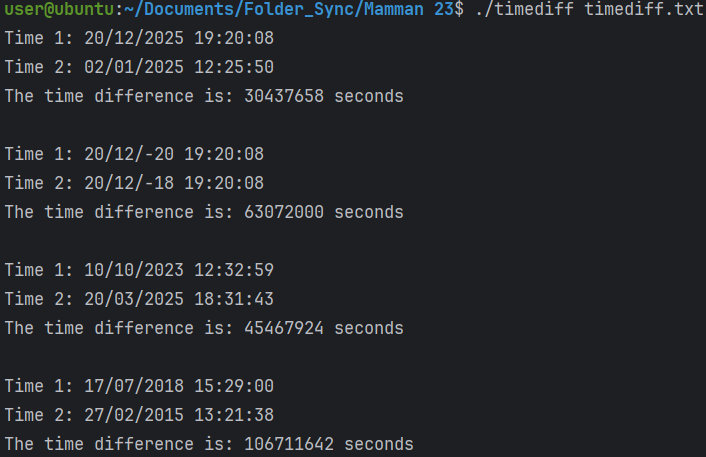 user@ubuntu:~/Documents/Folder_Sync/Mamman 23$ ./timediff timediff.txt
Time 1: 20/12/2025 19:20:08
Time 2: 02/01/2025 12:25:50
The time difference is: 30437658 seconds
Time 1: 20/12/-20 19:20:08
Time 2: 20/12/-18 19:20:08
The time difference is: 63072000 seconds
Time 1: 10/10/2023 12:32:59
Time 2: 20/03/2025 18:31:43
The time difference is: 45467924 seconds
Time 1: 17/07/2018 15:29:00
Time 2: 27/02/2015 13:21:38
The time difference is: 106711642 seconds